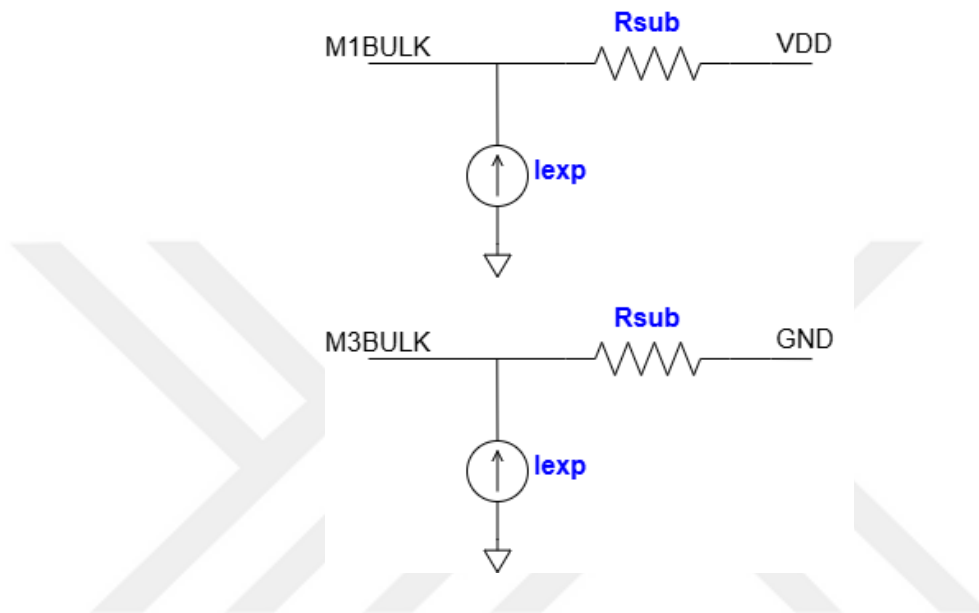 Rsub
M1BULK
VDD
Iexp
Rsub
M3BULK
GND
Iexp